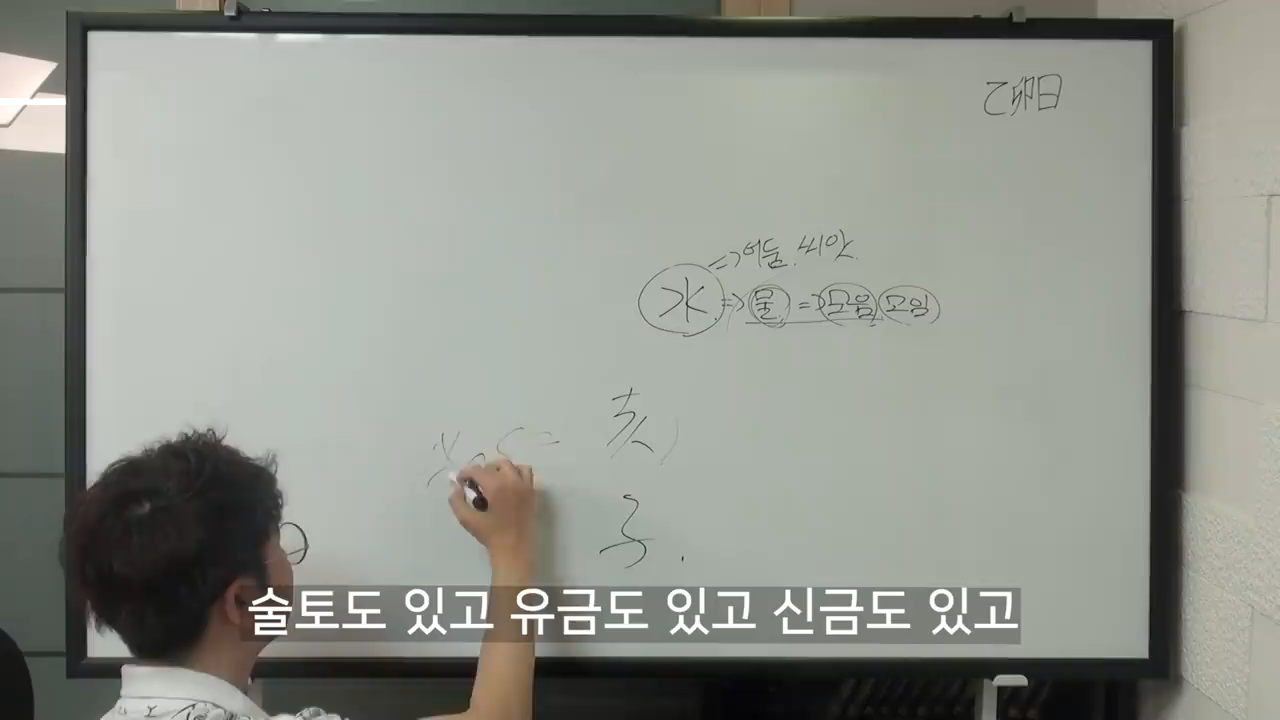 乙卯日
=>어둠. 씨앗.
水 => 물 => 모음 모임
亥
子.
술토도 있고 유금도 있고 신금도 있고